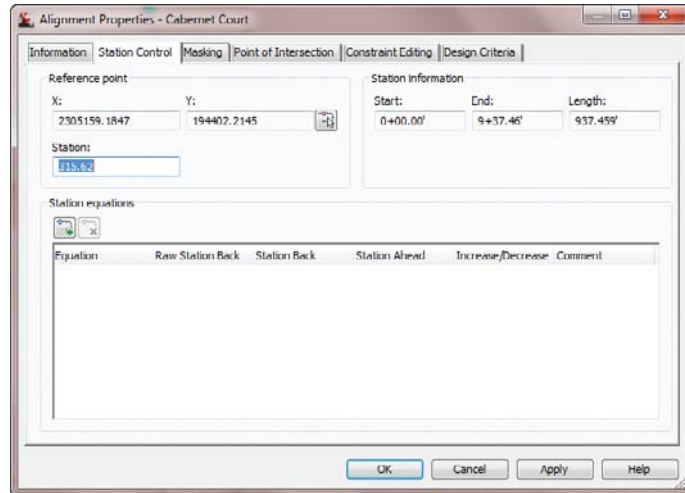 Alignment Properties - Cabernet Court
Information Station Control Masking Point of Intersection Constraint Editing Design Criteria
Reference point
Station Information
X: Y:
Start: End: Length:
2305159.1847 194402.2145
0+00.00' 9+37.46' 937.459'
Station:
315.62
Station equations
Equation Raw Station Back Station Back Station Ahead Increase/Decrease Comment
OK Cancel Apply Help